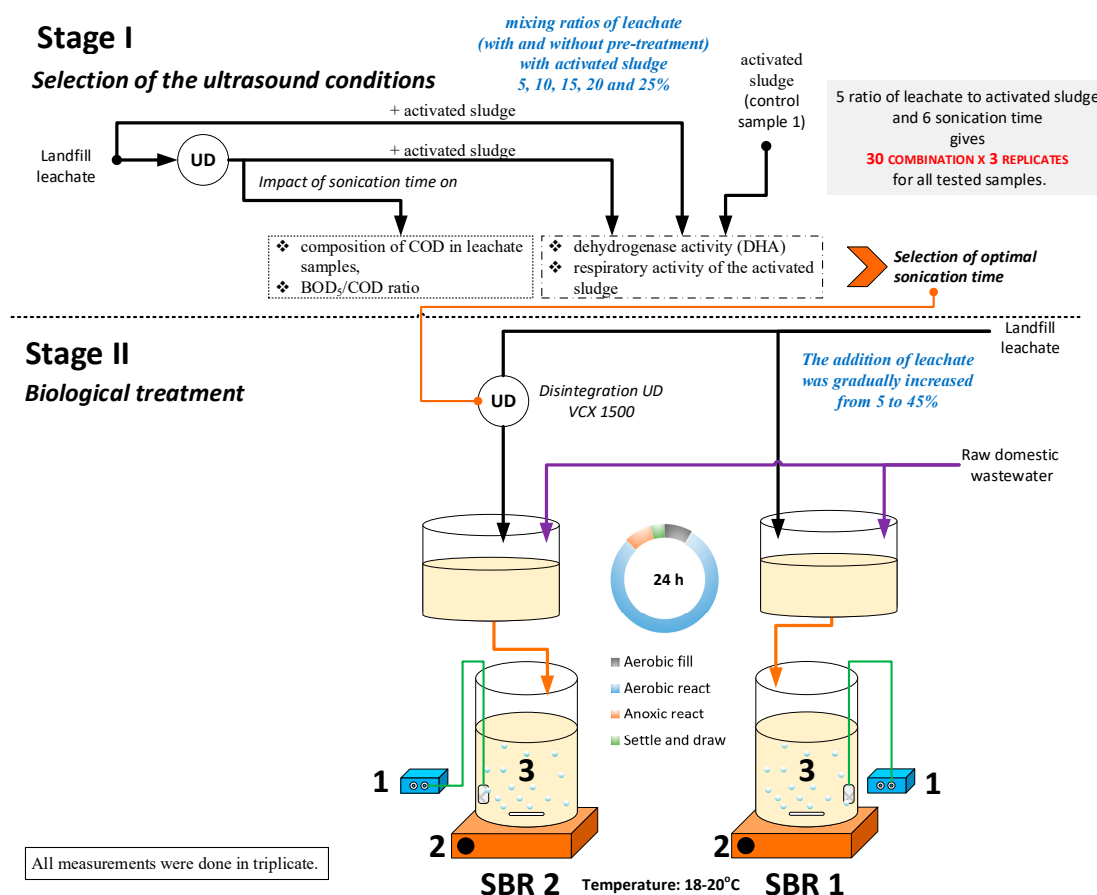 Stage I
Selection of the ultrasound conditions
mixing ratios of leachate
(with and without pre-treatment)
with activated sludge
5, 10, 15, 20 and 25%
activated
sludge
(control
sample 1)
5 ratio of leachate to activated sludge
and 6 sonication time
gives
30 COMBINATION X 3 REPLICATES
for all tested samples.
+ activated sludge
Landfill
leachate
UD
+ activated sludge
Impact of sonication time on
❖ composition of COD in leachate
samples,
❖ BOD₅/COD ratio
❖ dehydrogenase activity (DHA)
❖ respiratory activity of the activated
sludge
Selection of optimal
sonication time
Stage II
Biological treatment
Landfill
leachate
The addition of leachate
was gradually increased
from 5 to 45%
UD
Disintegration UD
VCX 1500
Raw domestic
wastewater
24 h
Aerobic fill
Aerobic react
Anoxic react
Settle and draw
1
3
2
SBR 2
3
1
2
SBR 1
Temperature: 18-20°C
All measurements were done in triplicate.